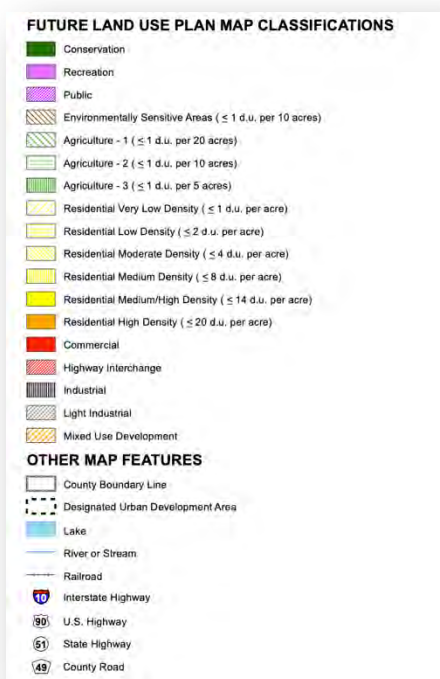 FUTURE LAND USE PLAN MAP CLASSIFICATIONS
Conservation
Recreation
Public
Environmentally Sensitive Areas ( ≤ 1 d.u. per 10 acres)
Agriculture - 1 ( ≤ 1 d.u. per 20 acres)
Agriculture - 2 ( ≤ 1 d.u. per 10 acres)
Agriculture - 3 ( ≤ 1 d.u. per 5 acres)
Residential Very Low Density ( ≤ 1 d.u. per acre)
Residential Low Density ( ≤ 2 d.u. per acre)
Residential Moderate Density ( ≤ 4 d.u. per acre)
Residential Medium Density ( ≤ 8 d.u. per acre)
Residential Medium/High Density ( ≤ 14 d.u. per acre)
Residential High Density ( ≤ 20 d.u. per acre)
Commercial
Highway Interchange
Industrial
Light Industrial
Mixed Use Development
OTHER MAP FEATURES
County Boundary Line
Designated Urban Development Area
Lake
River or Stream
Railroad
10 Interstate Highway
90 U.S. Highway
51 State Highway
49 County Road